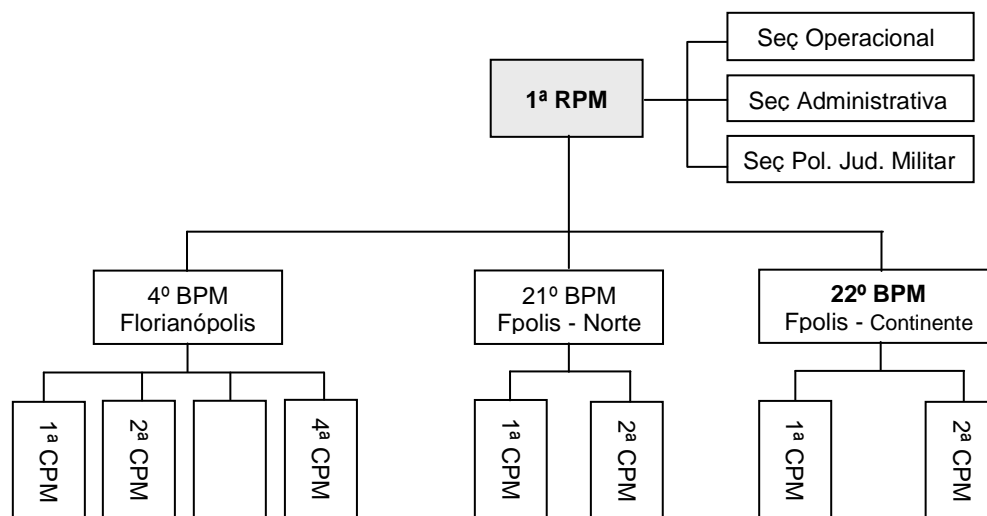 Seç Operacional
1ª RPM
Seç Administrativa
Seç Pol. Jud. Militar
4º BPM
Florianópolis
21º BPM
Fpolis - Norte
22º BPM
Fpolis - Continente
1ª CPM
2ª CPM
4ª CPM
1ª CPM
2ª CPM
1ª CPM
2ª CPM